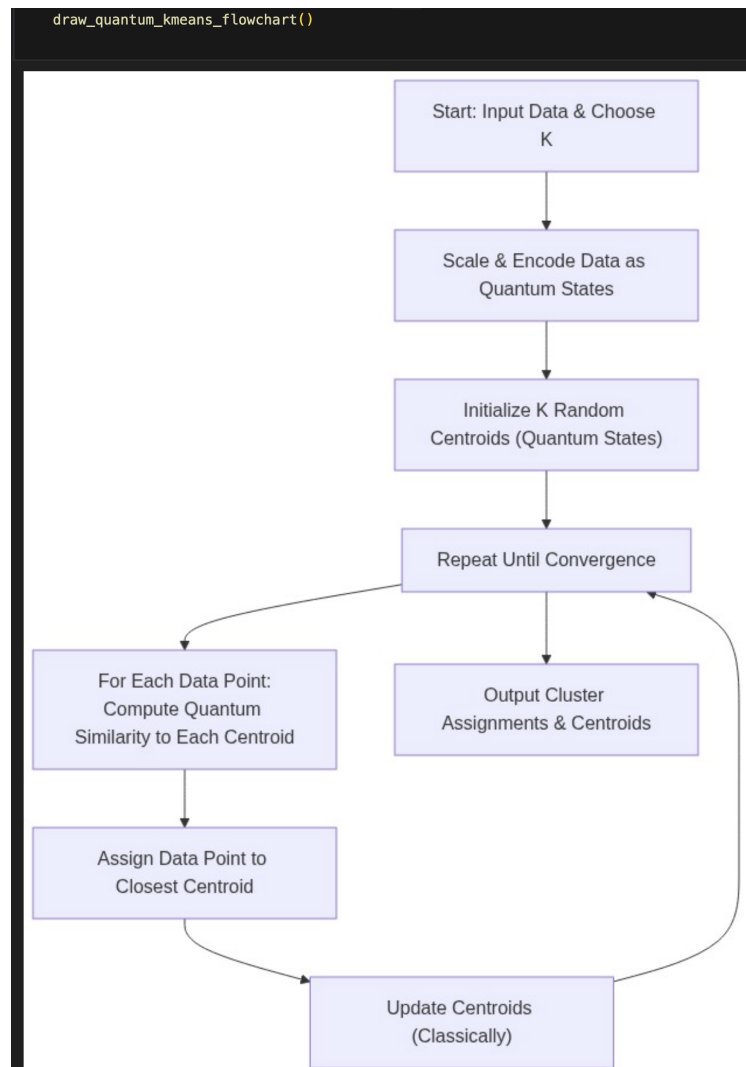 draw_quantum_kmeans_flowchart()
Start: Input Data & Choose
K
Scale & Encode Data as
Quantum States
Initialize K Random
Centroids (Quantum States)
Repeat Until Convergence
For Each Data Point:
Compute Quantum
Similarity to Each Centroid
Output Cluster
Assignments & Centroids
Assign Data Point to
Closest Centroid
Update Centroids
(Classically)